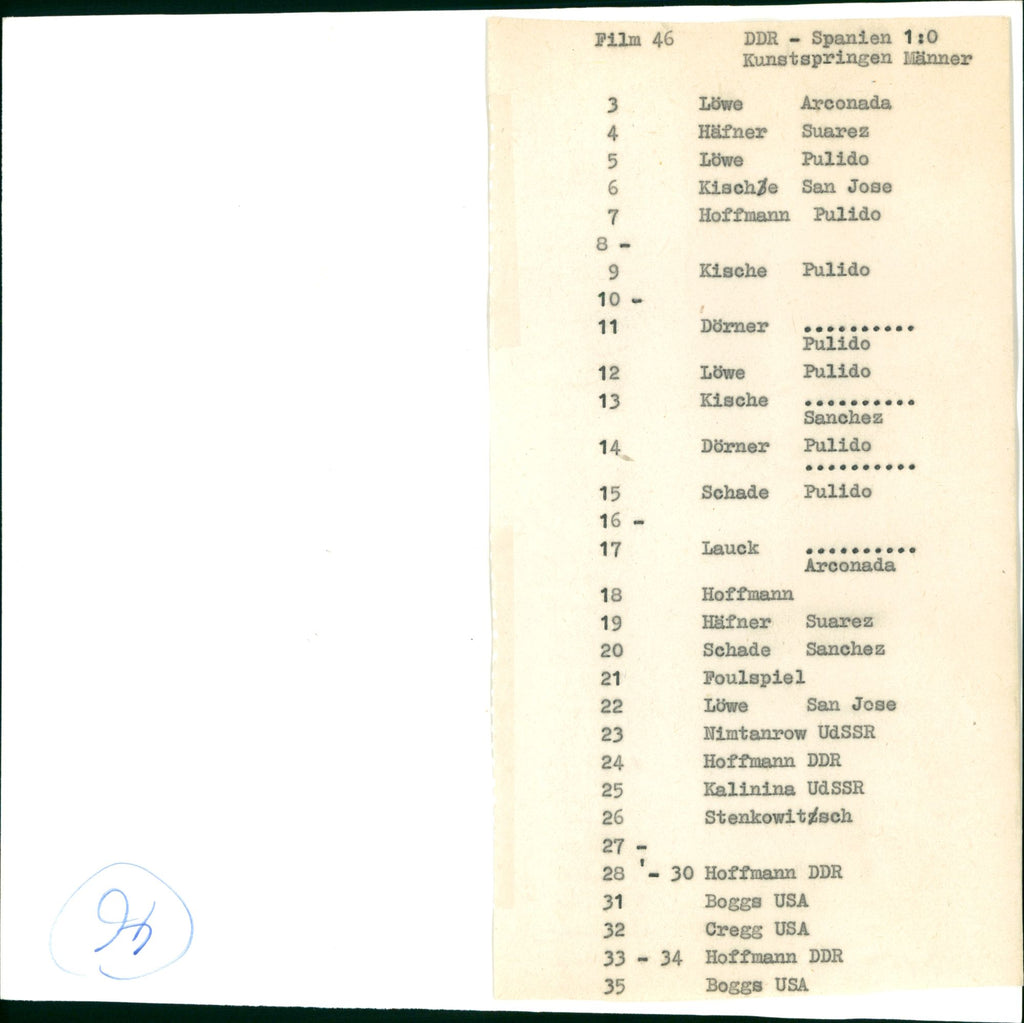 Film 46 DDR - Spanien 1:0
Kunstspringen Männer
3 Löwe Arconada
4 Häfner Suarez
5 Löwe Pulido
6 Kische San Jose
7 Hoffmann Pulido
8 -
9 Kische Pulido
10 -
11 Dörner ..........
Pulido
12 Löwe Pulido
13 Kische ..........
Sanchez
14 Dörner Pulido
..........
15 Schade Pulido
16 -
17 Lauck ..........
Arconada
18 Hoffmann
19 Häfner Suarez
20 Schade Sanchez
21 Foulspiel
22 Löwe San Jose
23 Nimtanrow UdSSR
24 Hoffmann DDR
25 Kalinina UdSSR
26 Stenkowitsch
27 -
28 '- 30 Hoffmann DDR
31 Boggs USA
32 Cregg USA
33 - 34 Hoffmann DDR
35 Boggs USA